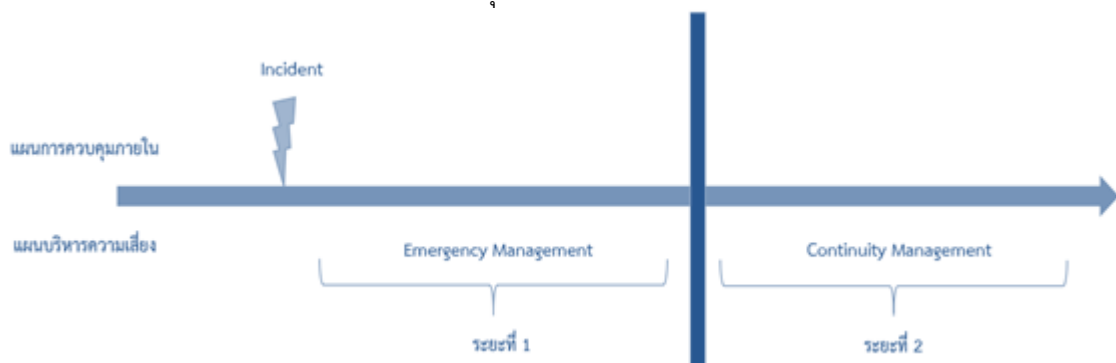 Incident
แผนการควบคุมภายใน
แผนบริหารความเสี่ยง
Emergency Management
Continuity Management
ระยะที่ 1
ระยะที่ 2